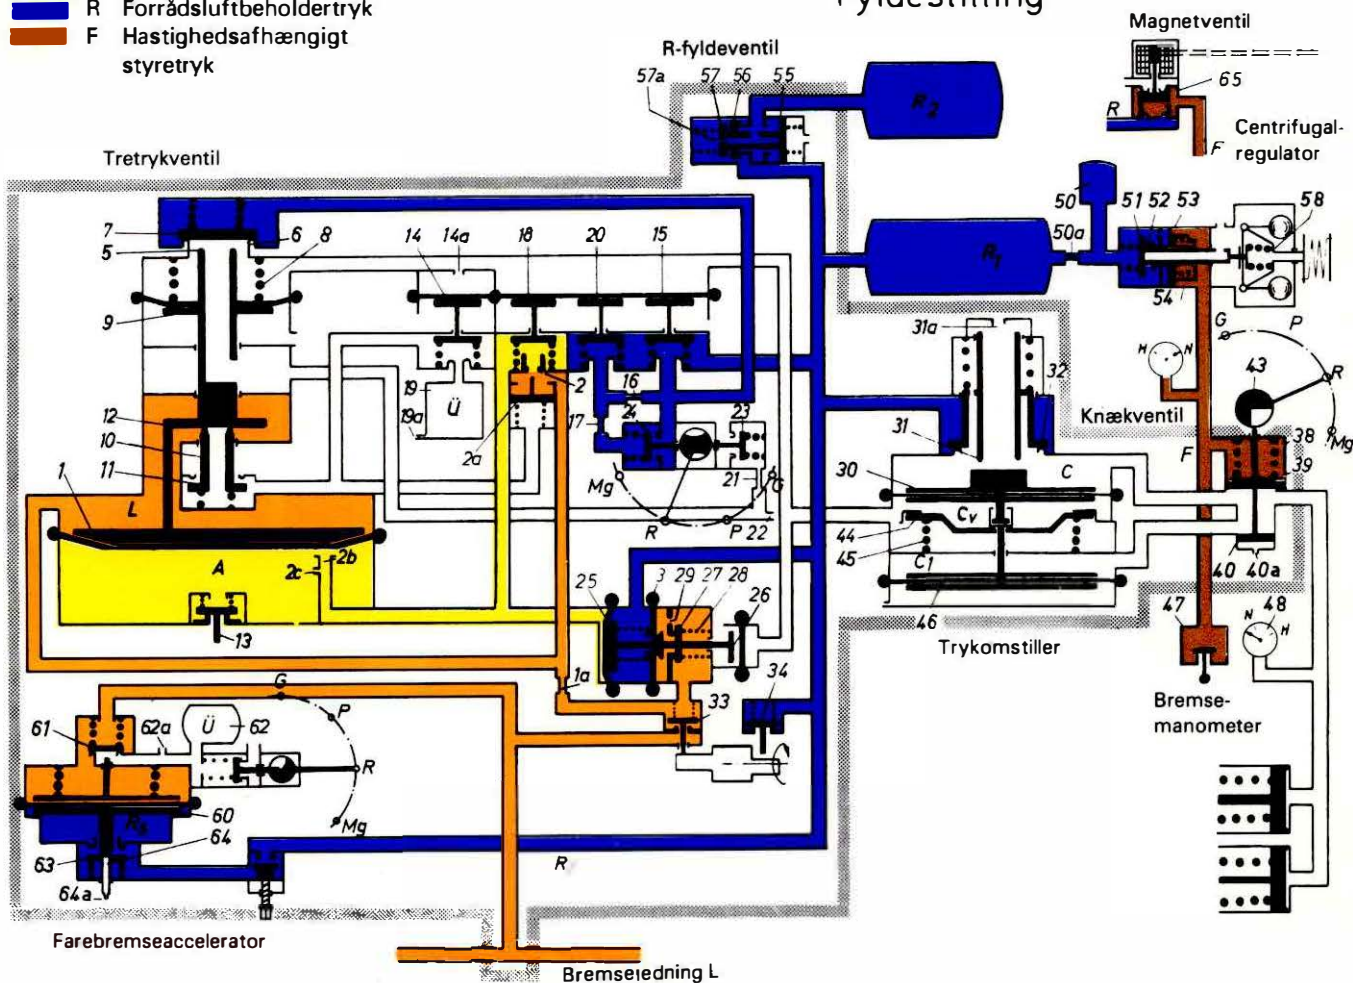 Fyldestilling
R Forrådsluftbeholdertryk
F Hastighedsafhængigt
styretryk
Magnetventil
65
R
F
Centrifugal-
regulator
R-fyldeventil
57a 57 56 55
R2
Tretrykventil
7
5
6 8
9
14 14a 18 20 15
50
50a
51 52 53
58
54
R1
G P
R
Mg
43
H N
31a
32
Knækventil
38
39
F
19
Ü
19a
2
2a
16
17
24
23
21
Mg
R
P
G
22
12
10
11
1
L
A
2b
2c
13
31
30
C
Cv
44
45
C1
46
40 40a
47
N 48
H
Trykomstiller
Bremse-
manometer
25 3 29 27 28 26
1a
33
34
G
P
R
Mg
61
62a
Ü
62
60
Rs
64
63
64a
R
Farebremseaccelerator
Bremseledning L